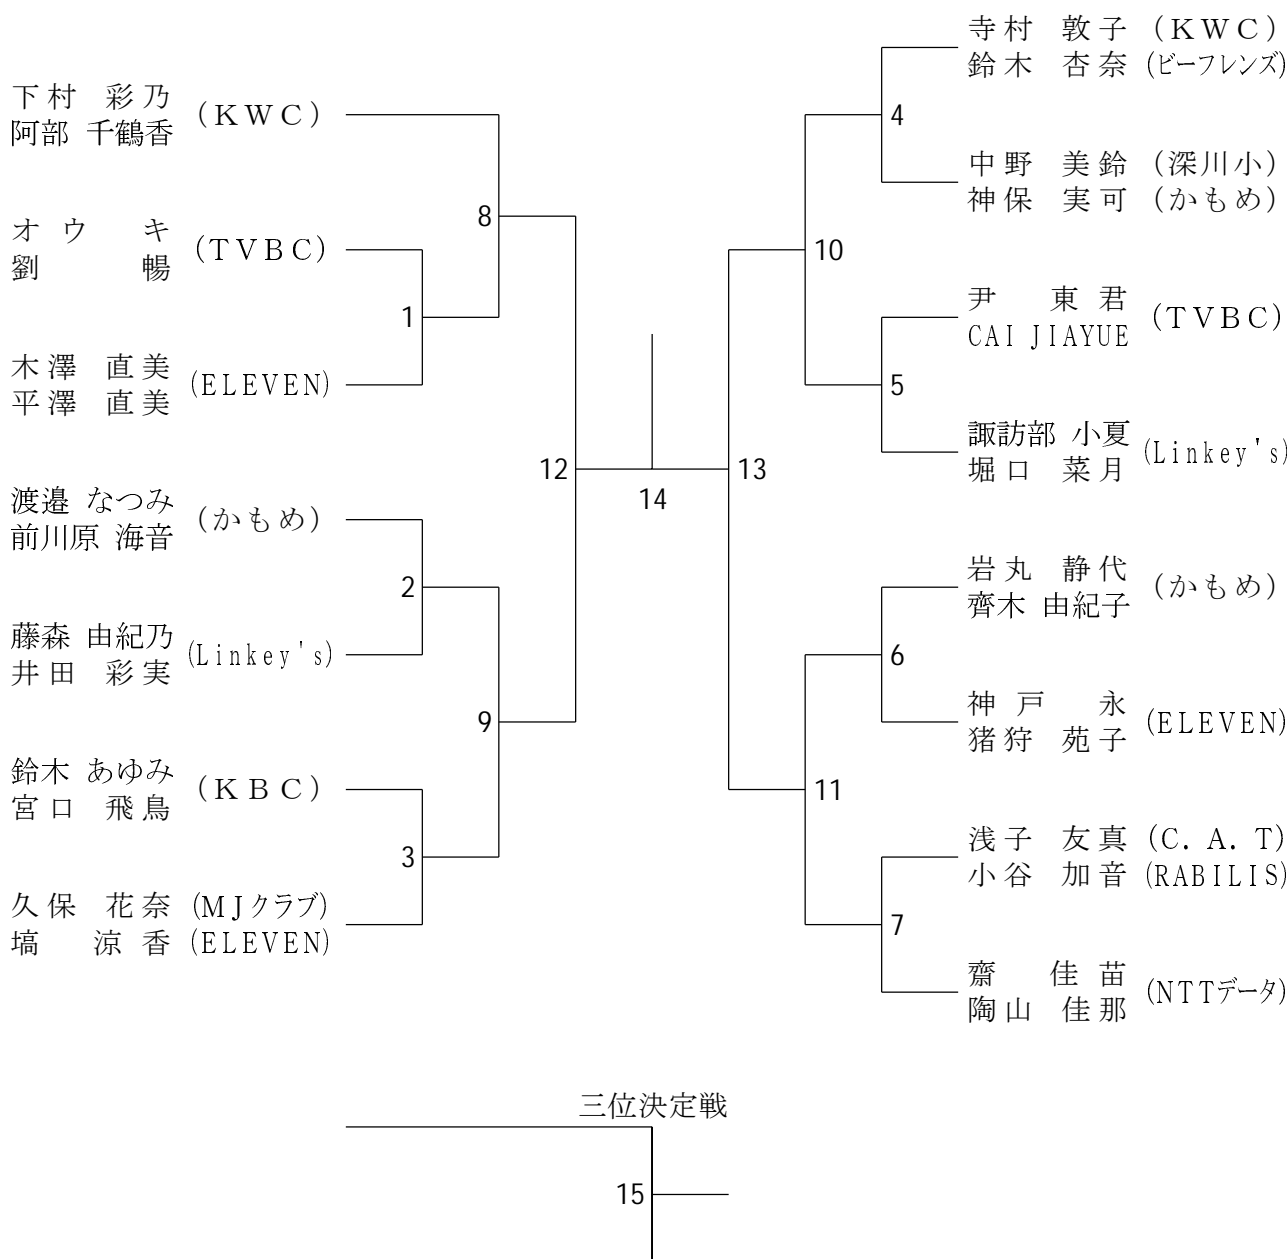 下村 彩乃 (KWC)
阿部 千鶴香
オウ キ (TVBC)
劉 暢
木澤 直美 (ELEVEN)
平澤 直美
渡邉 なつみ (かもめ)
前川原 海音
藤森 由紀乃 (Linkey's)
井田 彩実
鈴木 あゆみ (KBC)
宮口 飛鳥
久保 花奈 (MJクラブ)
塙 涼香 (ELEVEN)
8
1
2
9
3
12
14
13
10
11
4
5
6
7
寺村 敦子 (KWC)
鈴木 杏奈 (ビーフレンズ)
中野 美鈴 (深川小)
神保 実可 (かもめ)
尹 東君 (TVBC)
CAI JIAYUE
諏訪部 小夏 (Linkey's)
堀口 菜月
岩丸 静代 (かもめ)
齊木 由紀子
神戸 永 (ELEVEN)
猪狩 苑子
浅子 友真 (C.A.T)
小谷 加音 (RABILIS)
齋 佳苗 (NTTデータ)
陶山 佳那
三位決定戦
15